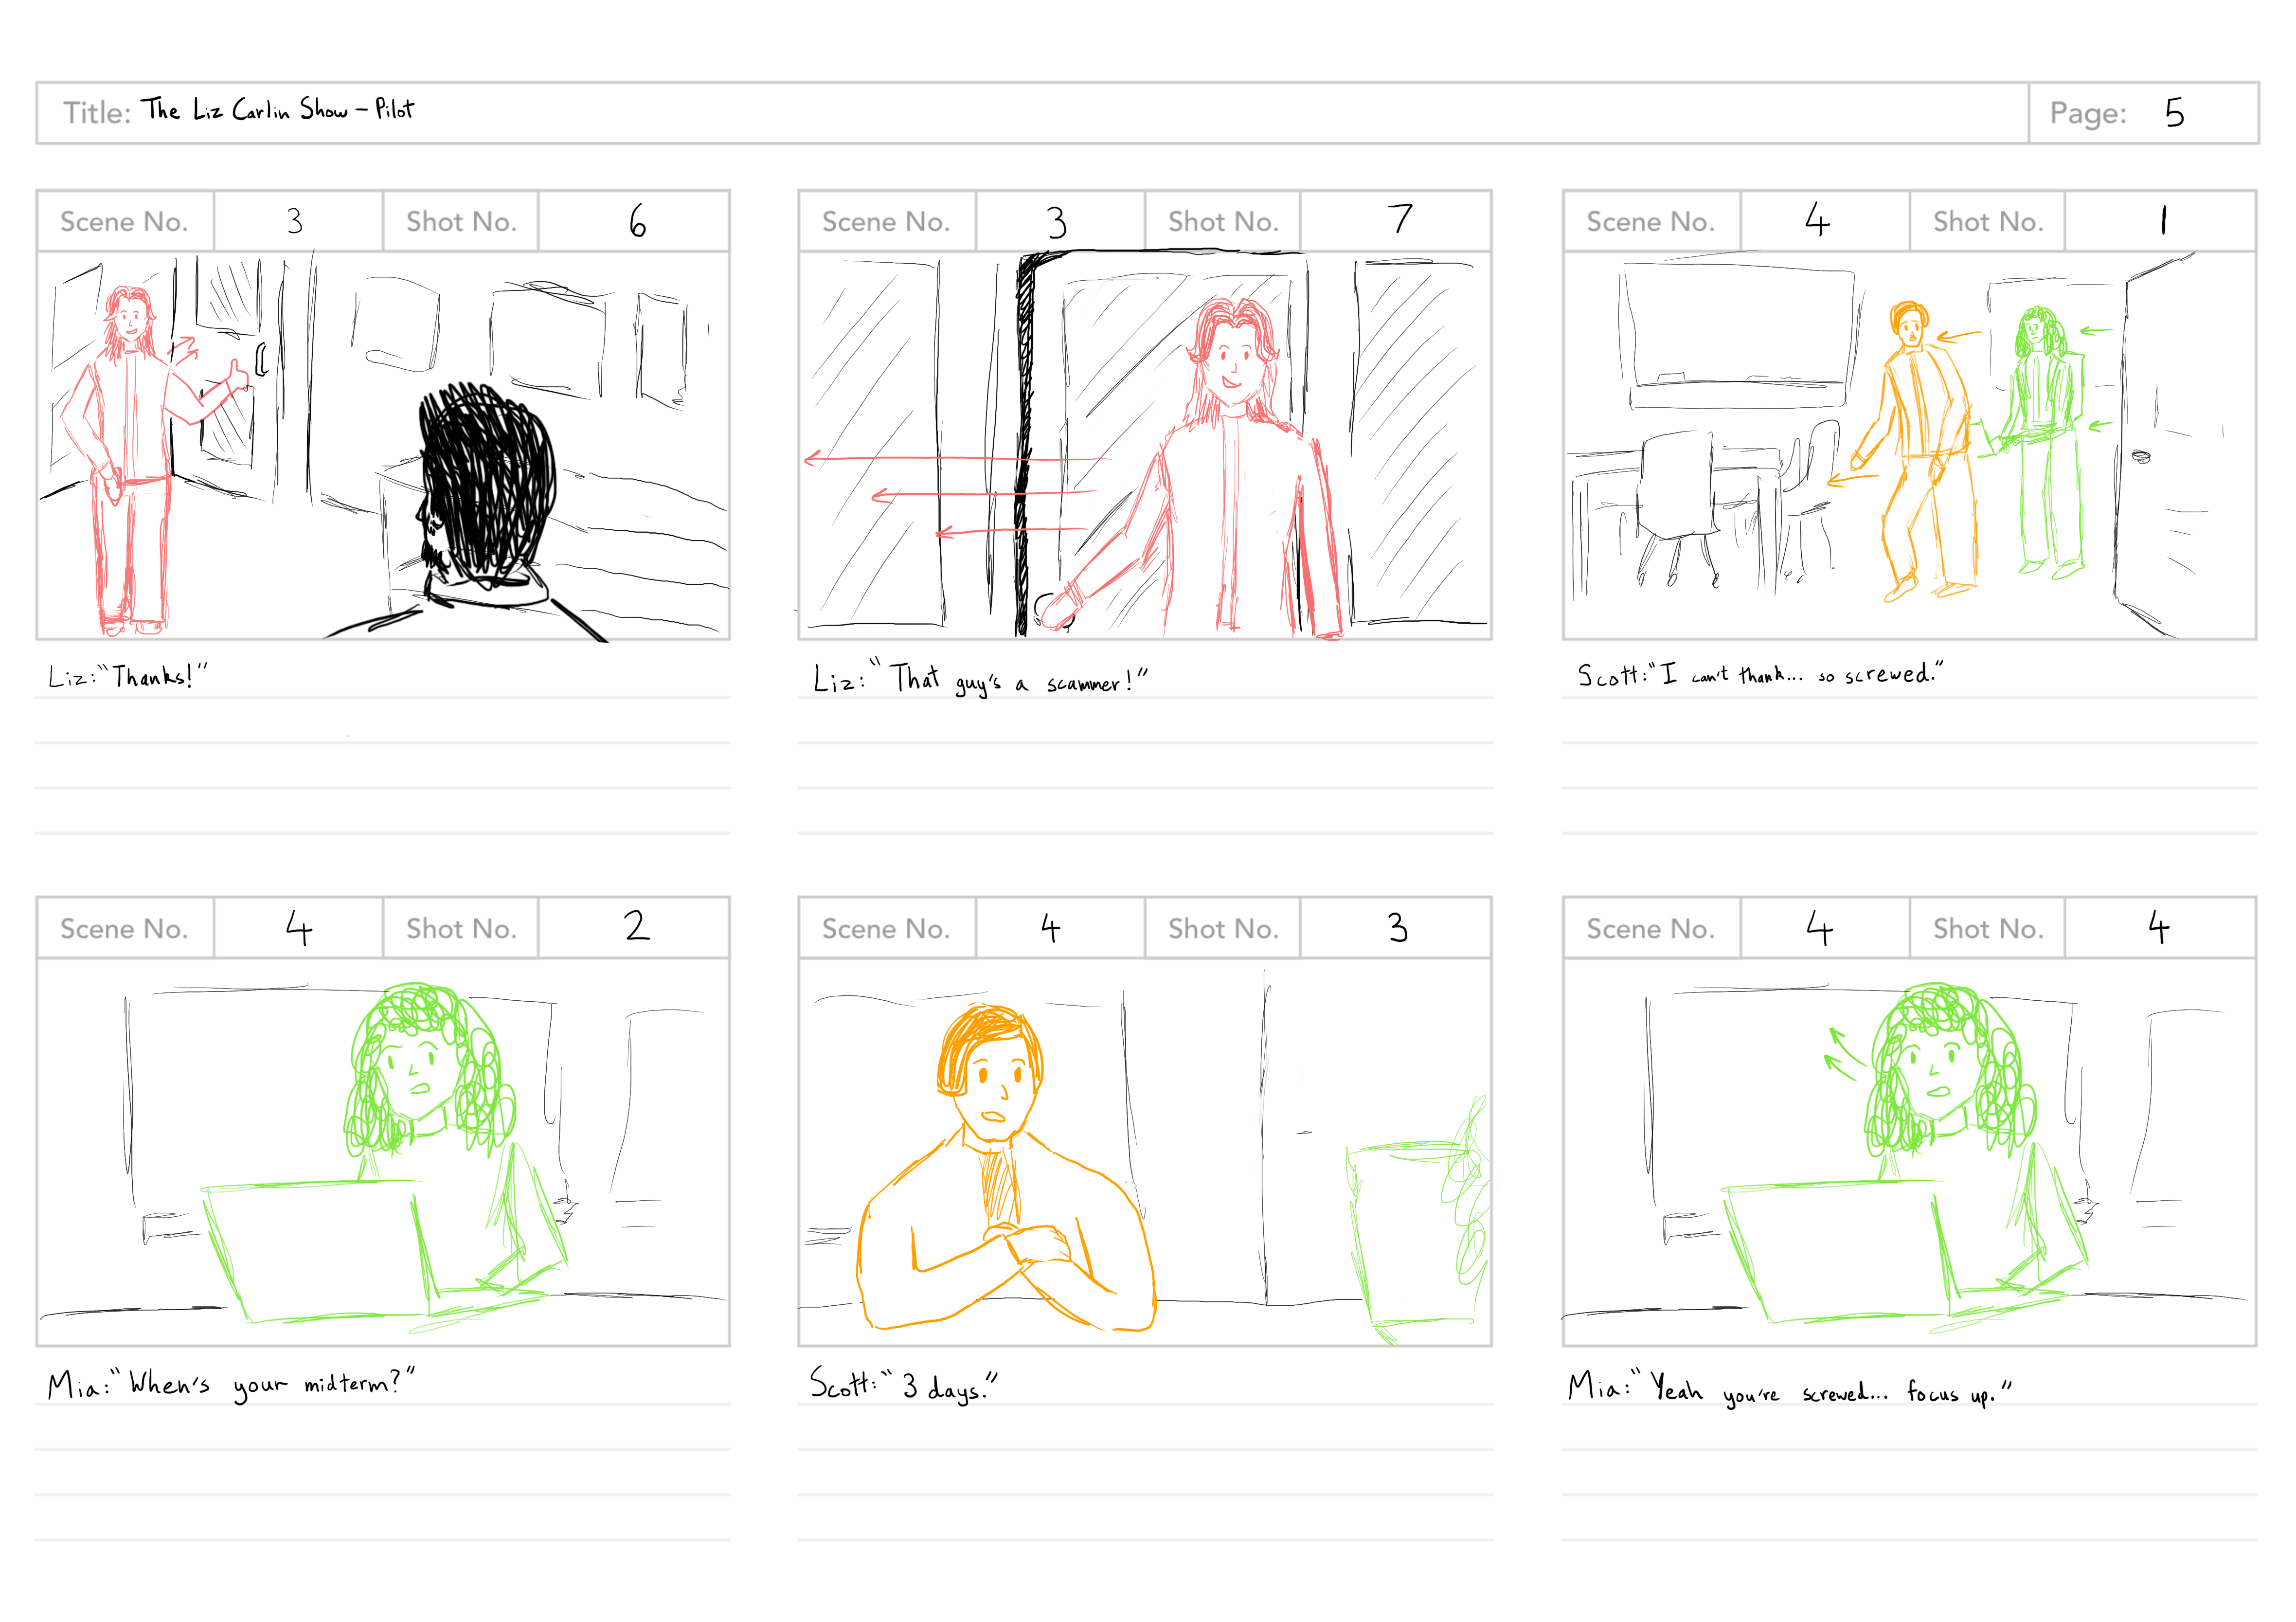 Title: The Liz Carlin Show - Pilot
Page: 5
Scene No. 3 Shot No. 6
Scene No. 3 Shot No. 7
Scene No. 4 Shot No. 1
Liz: "Thanks!"
Liz: "That guy's a scammer!"
Scott: "I can't thank... so screwed."
Scene No. 4 Shot No. 2
Scene No. 4 Shot No. 3
Scene No. 4 Shot No. 4
Mia: "When's your midterm?"
Scott: "3 days."
Mia: "Yeah you're screwed... focus up."